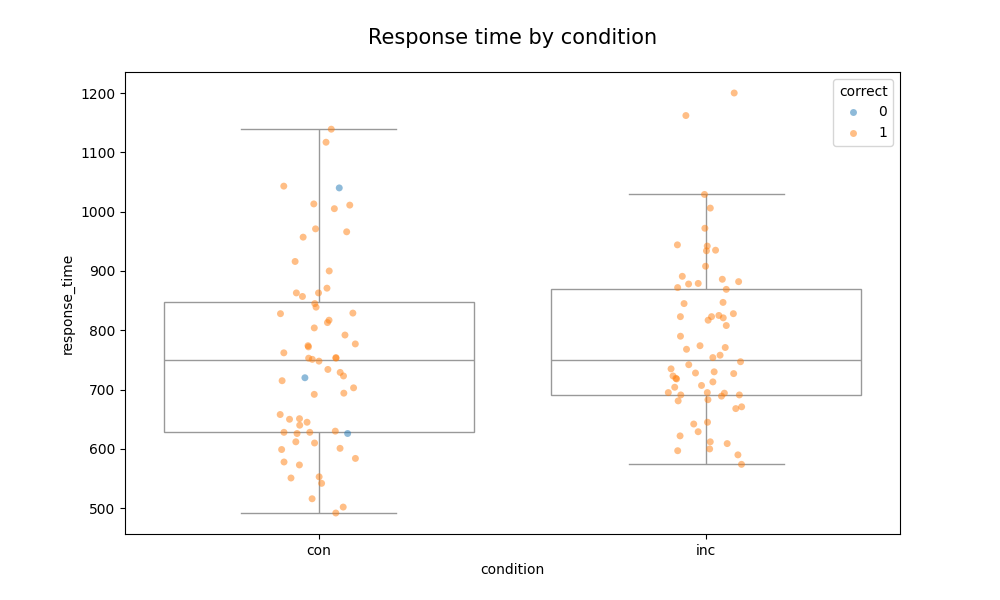 Response time by condition
correct
0
1
1200
1100
1000
900
800
700
600
500
response_time
con
inc
condition